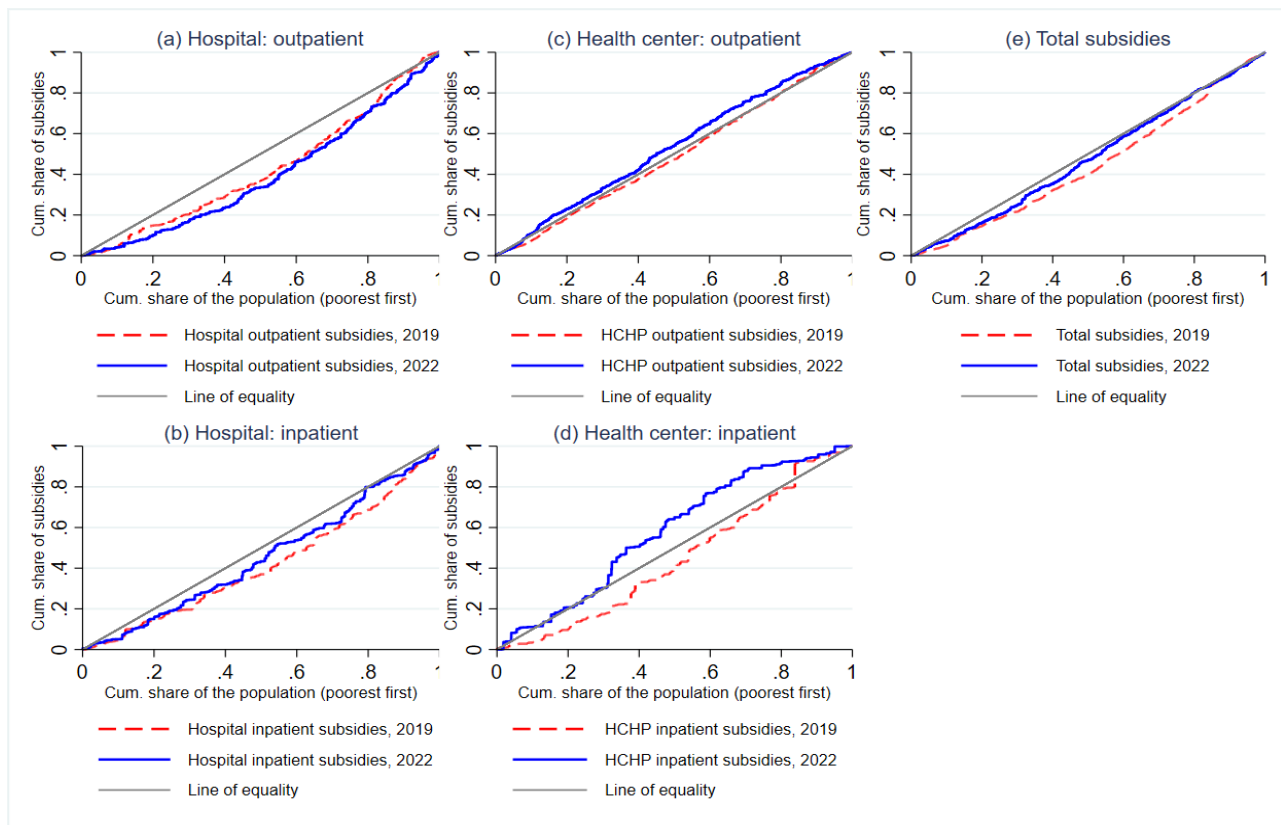 (a) Hospital: outpatient
Cum. share of subsidies
0 .2 .4 .6 .8 1
0 .2 .4 .6 .8 1
Cum. share of the population (poorest first)
Hospital outpatient subsidies, 2019
Hospital outpatient subsidies, 2022
Line of equality
(c) Health center: outpatient
Cum. share of subsidies
0 .2 .4 .6 .8 1
0 .2 .4 .6 .8 1
Cum. share of the population (poorest first)
HCHP outpatient subsidies, 2019
HCHP outpatient subsidies, 2022
Line of equality
(e) Total subsidies
Cum. share of subsidies
0 .2 .4 .6 .8 1
0 .2 .4 .6 .8 1
Cum. share of the population (poorest first)
Total subsidies, 2019
Total subsidies, 2022
Line of equality
(b) Hospital: inpatient
Cum. share of subsidies
0 .2 .4 .6 .8 1
0 .2 .4 .6 .8 1
Cum. share of the population (poorest first)
Hospital inpatient subsidies, 2019
Hospital inpatient subsidies, 2022
Line of equality
(d) Health center: inpatient
Cum. share of subsidies
0 .2 .4 .6 .8 1
0 .2 .4 .6 .8 1
Cum. share of the population (poorest first)
HCHP inpatient subsidies, 2019
HCHP inpatient subsidies, 2022
Line of equality